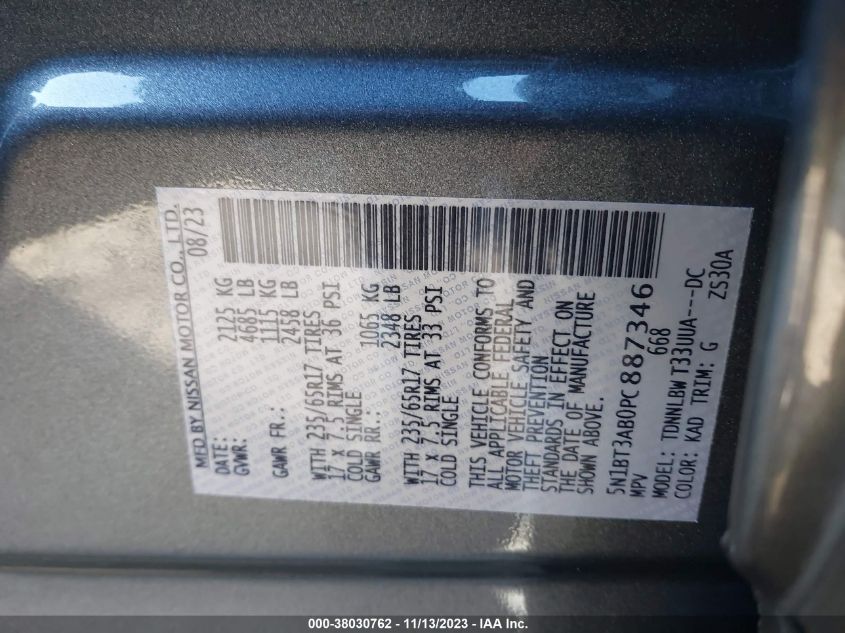 MFD BY NISSAN MOTOR CO., LTD.
DATE: 08/23
GVWR: 2125 KG
4685 LB
GAWR FR.: 1115 KG
2458 LB
WITH 235/65R17 TIRES
17 x 7.5 RIMS AT 36 PSI
COLD SINGLE
GAWR RR.: 1065 KG
2348 LB
WITH 235/65R17 TIRES
17 x 7.5 RIMS AT 33 PSI
COLD SINGLE
THIS VEHICLE CONFORMS TO
ALL APPLICABLE FEDERAL
MOTOR VEHICLE SAFETY AND
THEFT PREVENTION
STANDARDS IN EFFECT ON
THE DATE OF MANUFACTURE
SHOWN ABOVE.
5N1BT3AB0PC887346
MPV 668
MODEL: TDNNLBW T33UUA---DC
COLOR: KAD TRIM: G ZS30A
000-38030762 - 11/13/2023 - IAA Inc.